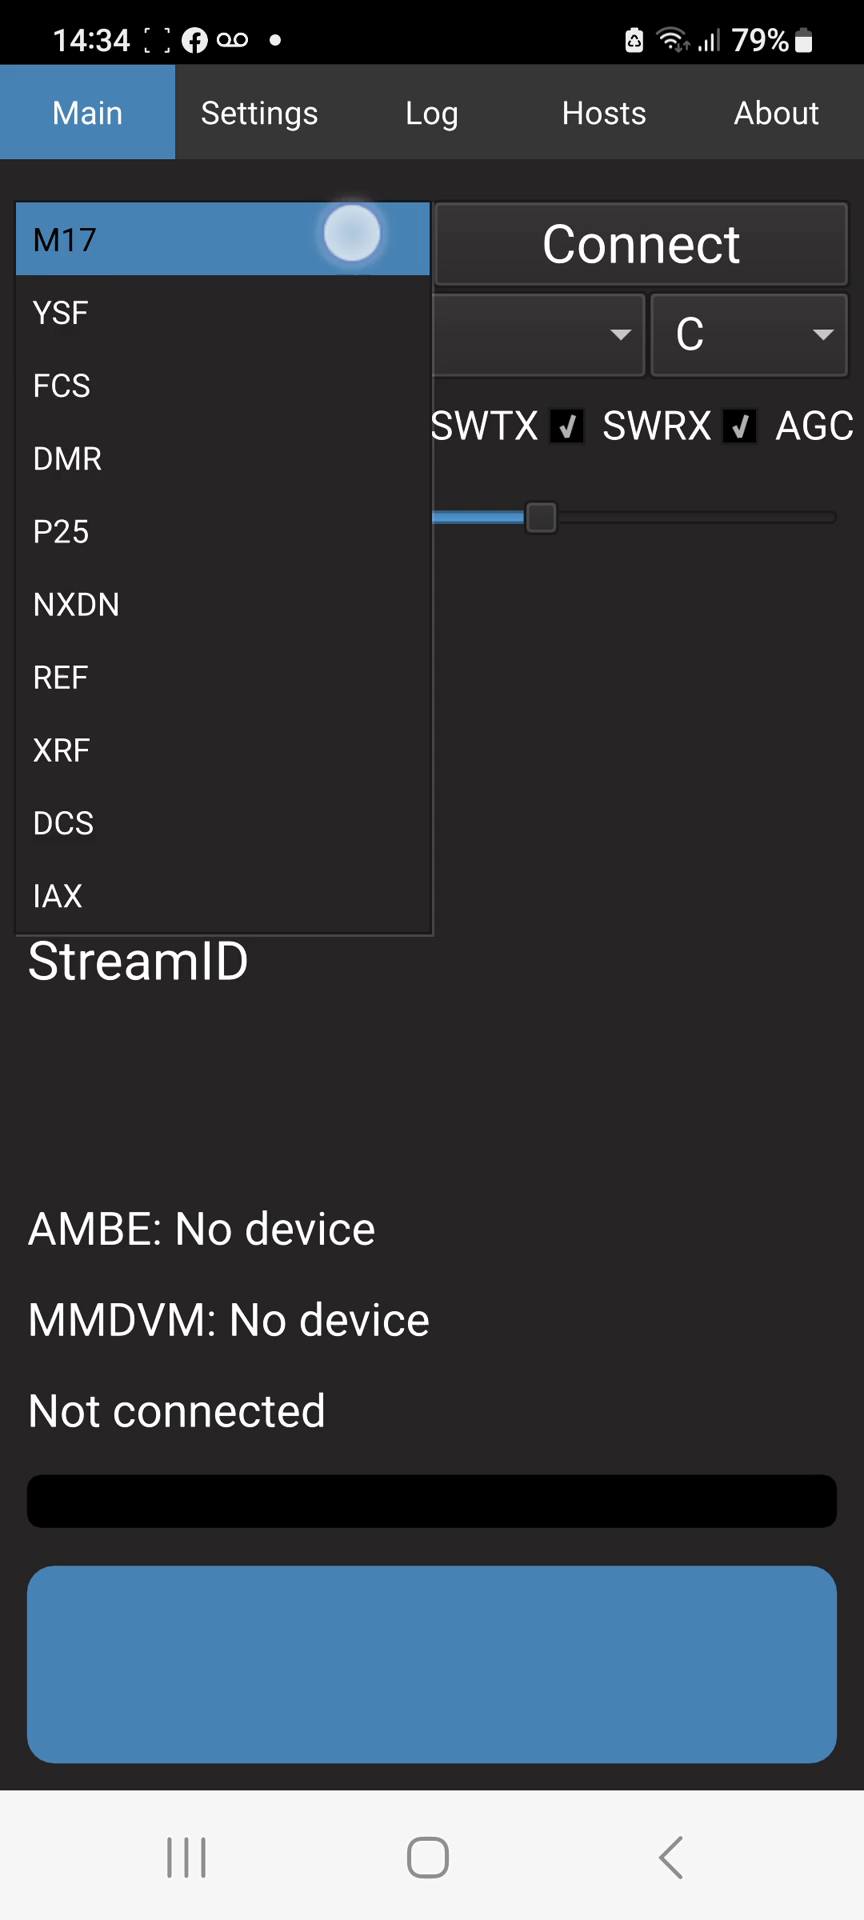 14:34 79%
Main Settings Log Hosts About
M17 Connect
YSF C
FCS
SWTX SWRX AGC
DMR
P25
NXDN
REF
XRF
DCS
IAX
StreamID
AMBE: No device
MMDVM: No device
Not connected